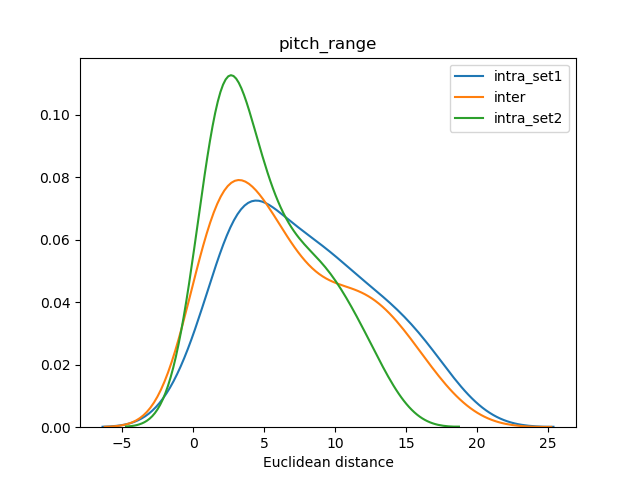 pitch_range
intra_set1
inter
intra_set2
0.10
0.08
0.06
0.04
0.02
0.00
−5 0 5 10 15 20 25
Euclidean distance